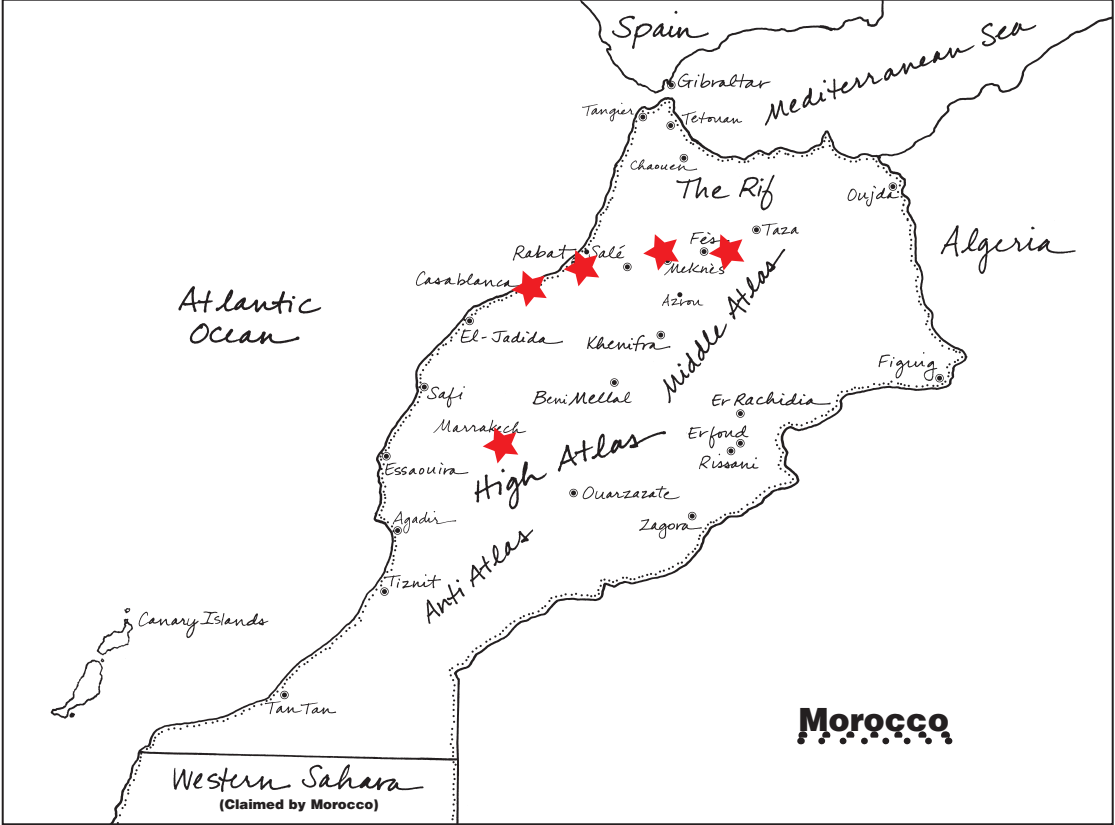 Spain
Mediterranean Sea
Gibraltar
Tangier
Tetouan
Chaouen
The Rif
Oujda
Taza
Algeria
Fès
Rabat
Salé
Meknès
Casablanca
Azrou
Atlantic
Ocean
El-Jadida
Khenifra
Middle Atlas
Figuig
Safi
Beni Mellal
Er Rachidia
Marrakech
Erfoud
High Atlas
Rissani
Essaouira
Ouarzazate
Agadir
Zagora
Anti Atlas
Tiznit
Canary Islands
Tan Tan
Morocco
Western Sahara
(Claimed by Morocco)